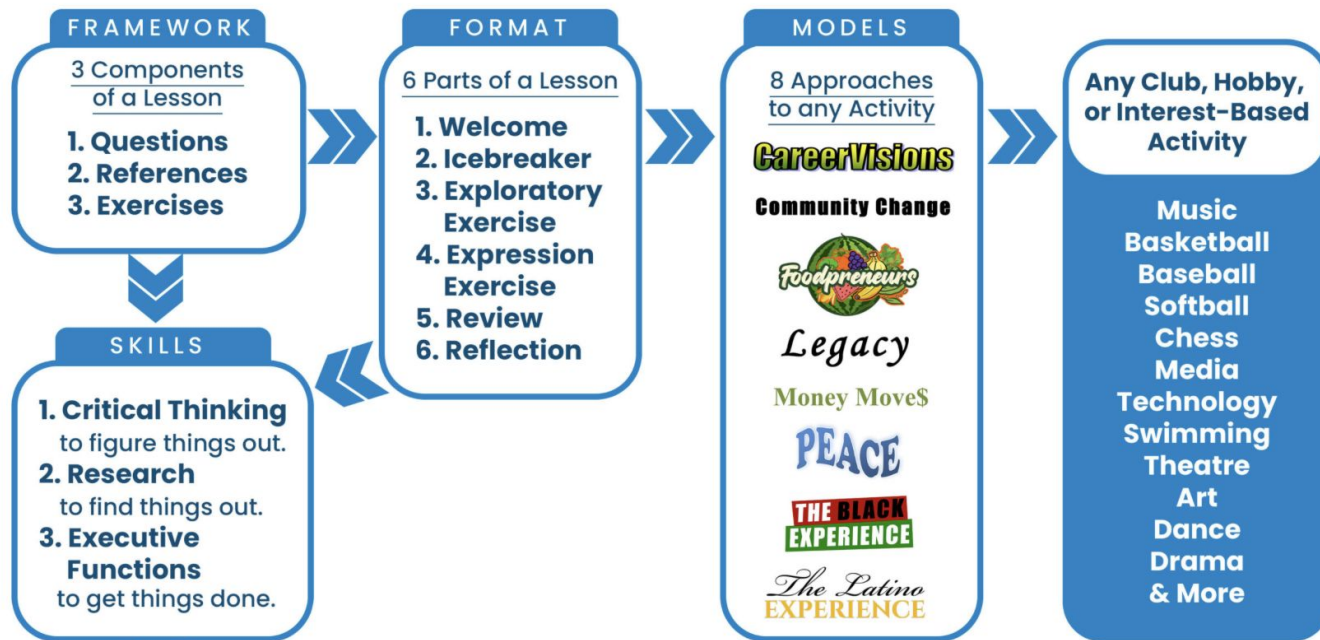 FRAMEWORK
3 Components
of a Lesson
1. Questions
2. References
3. Exercises
SKILLS
1. Critical Thinking
to figure things out.
2. Research
to find things out.
3. Executive
Functions
to get things done.
FORMAT
6 Parts of a Lesson
1. Welcome
2. Icebreaker
3. Exploratory
Exercise
4. Expression
Exercise
5. Review
6. Reflection
MODELS
8 Approaches
to any Activity
CareerVisions
Community Change
Foodpreneurs
Legacy
Money Move$
PEACE
THE BLACK
EXPERIENCE
The Latino
EXPERIENCE
Any Club, Hobby,
or Interest-Based
Activity
Music
Basketball
Baseball
Softball
Chess
Media
Technology
Swimming
Theatre
Art
Dance
Drama
& More